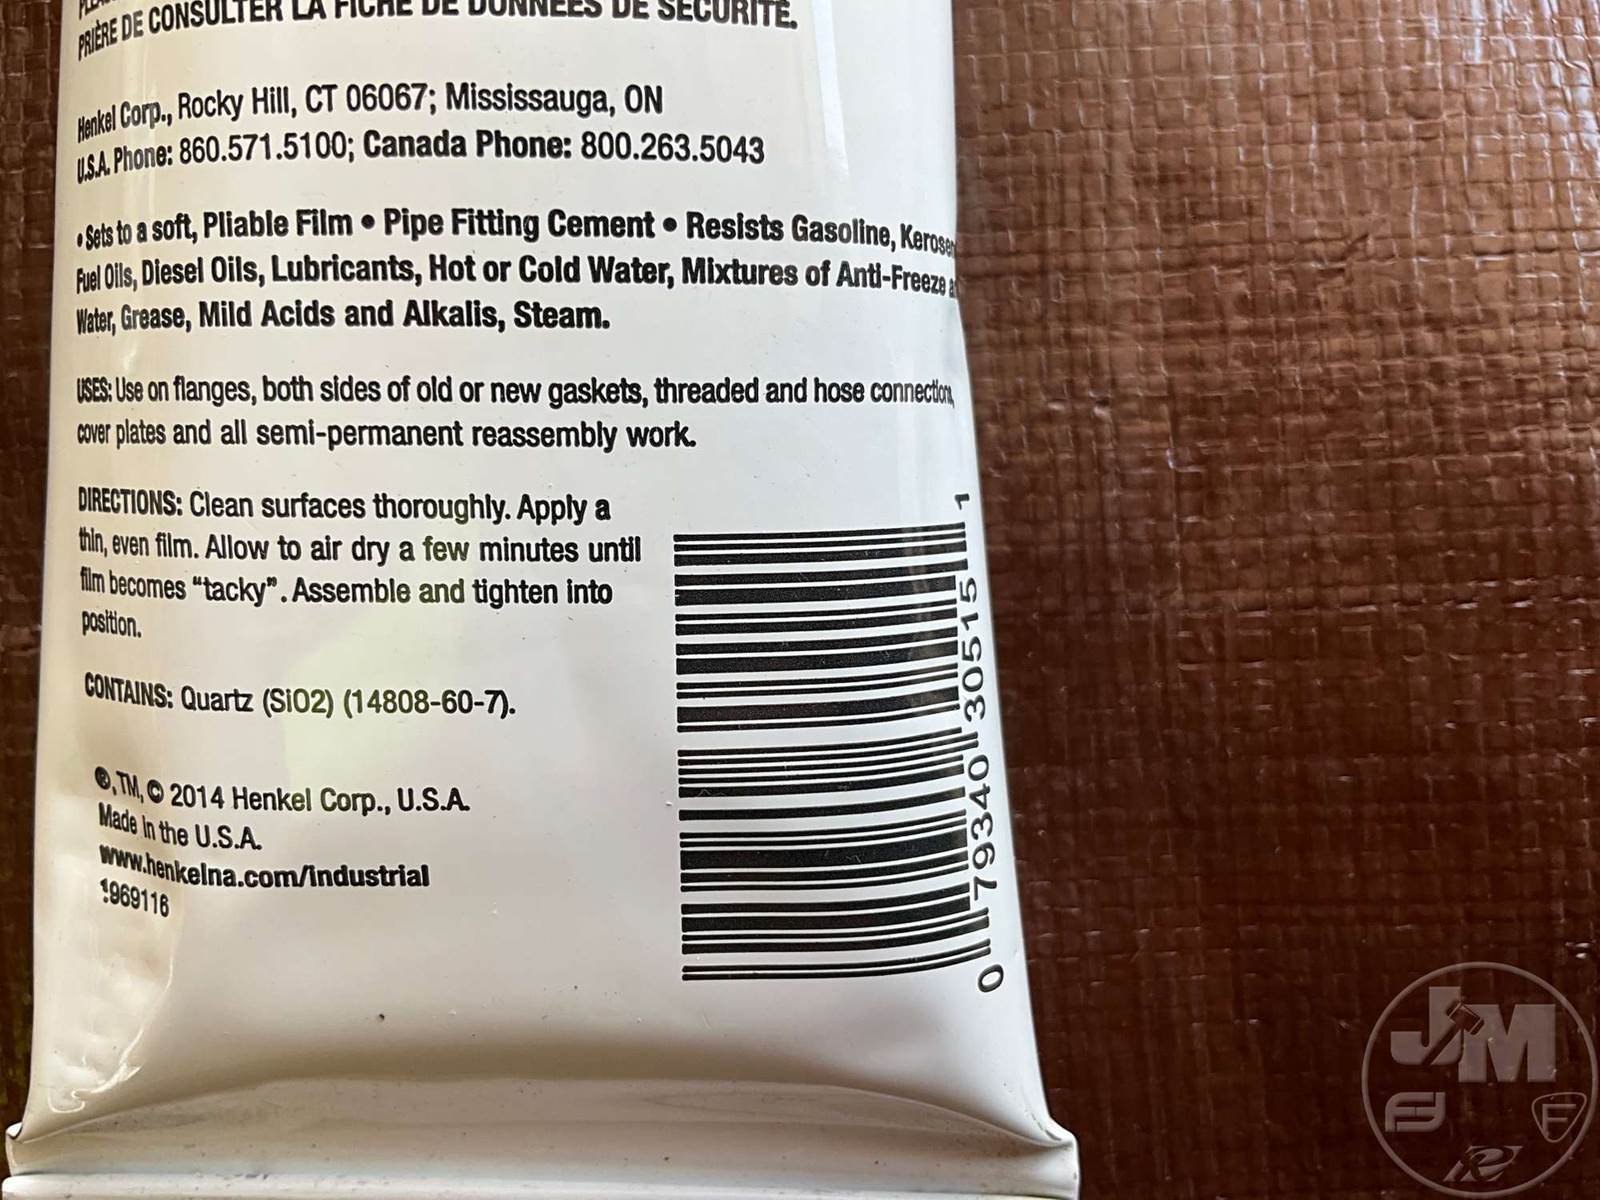 PRIÈRE DE CONSULTER LA FICHE DE DONNÉES DE SÉCURITÉ.
Henkel Corp., Rocky Hill, CT 06067; Mississauga, ON
U.S.A. Phone: 860.571.5100; Canada Phone: 800.263.5043
• Sets to a soft, Pliable Film • Pipe Fitting Cement • Resists Gasoline,
Fuel Oils, Diesel Oils, Lubricants, Hot or Cold Water, Mixtures of Anti-Freeze
Water, Grease, Mild Acids and Alkalis, Steam.
USES: Use on flanges, both sides of old or new gaskets, threaded and hose connections,
cover plates and all semi-permanent reassembly work.
DIRECTIONS: Clean surfaces thoroughly. Apply a
thin, even film. Allow to air dry a few minutes until
film becomes “tacky”. Assemble and tighten into
position.
CONTAINS: Quartz (SiO2) (14808-60-7).
®, TM, © 2014 Henkel Corp., U.S.A.
Made in the U.S.A.
www.henkelna.com/industrial
1969116
0 79340 30515 1
JM
F